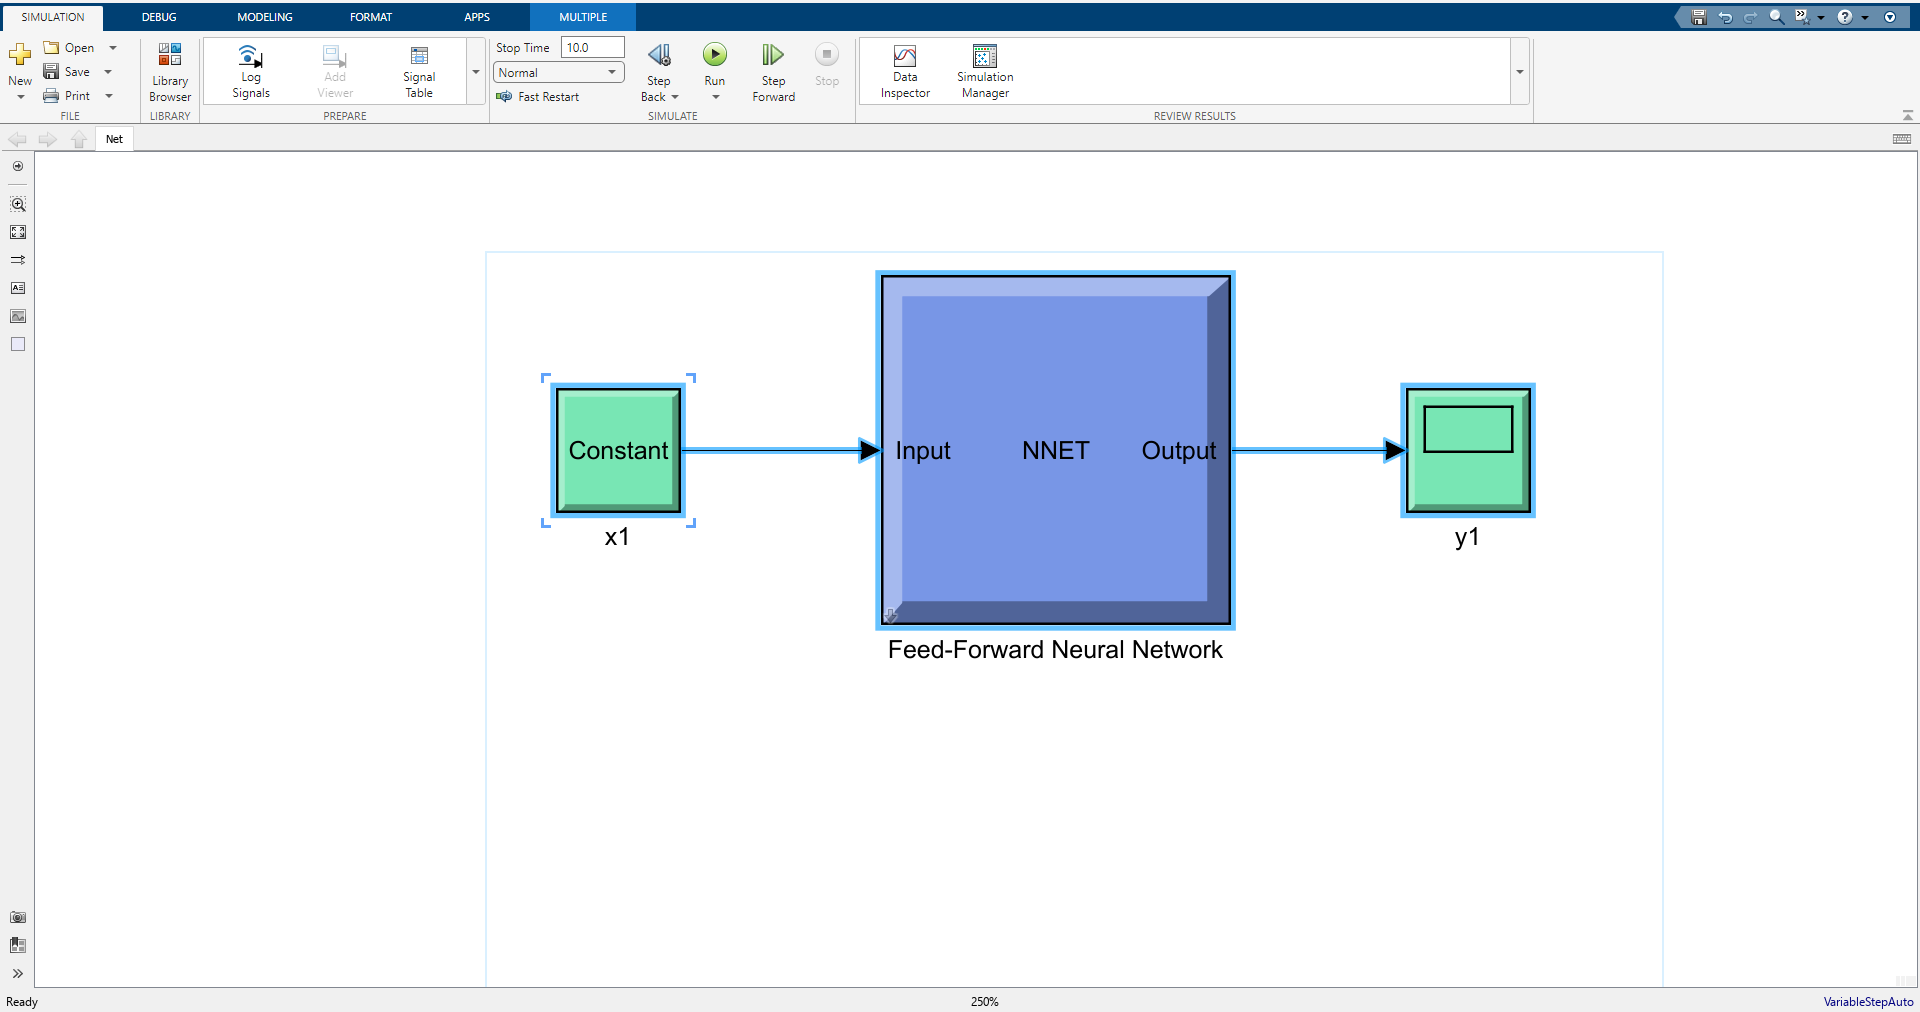 SIMULATION DEBUG MODELING FORMAT APPS MULTIPLE
New
Open
Save
Print
FILE
Library
Browser
LIBRARY
Log
Signals
Add
Viewer
Signal
Table
PREPARE
Stop Time 10.0
Normal
Fast Restart
Step
Back
Run
Step
Forward
Stop
SIMULATE
Data
Inspector
Simulation
Manager
REVIEW RESULTS
Net
Constant
x1
Input NNET Output
Feed-Forward Neural Network
y1
Ready 250% VariableStepAuto